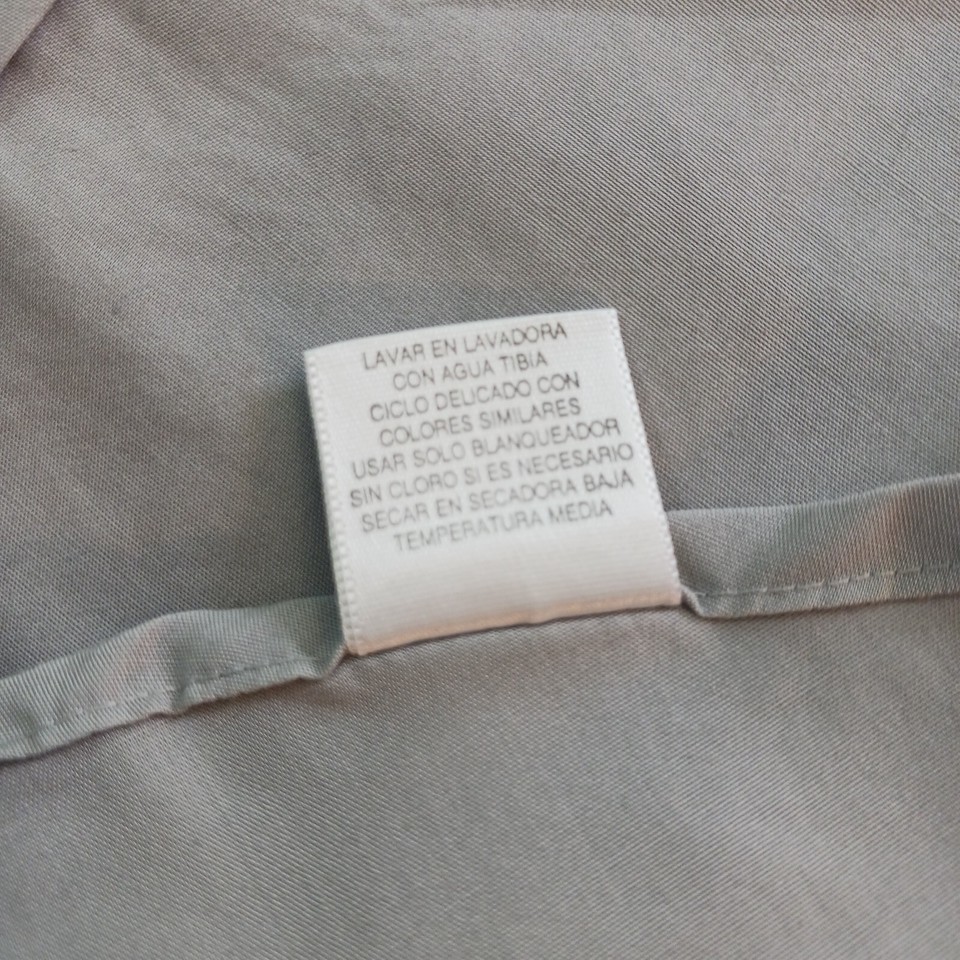 LAVAR EN LAVADORA
CON AGUA TIBIA
CICLO DELICADO CON
COLORES SIMILARES
USAR SOLO BLANQUEADOR
SIN CLORO SI ES NECESARIO
SECAR EN SECADORA BAJA
TEMPERATURA MEDIA